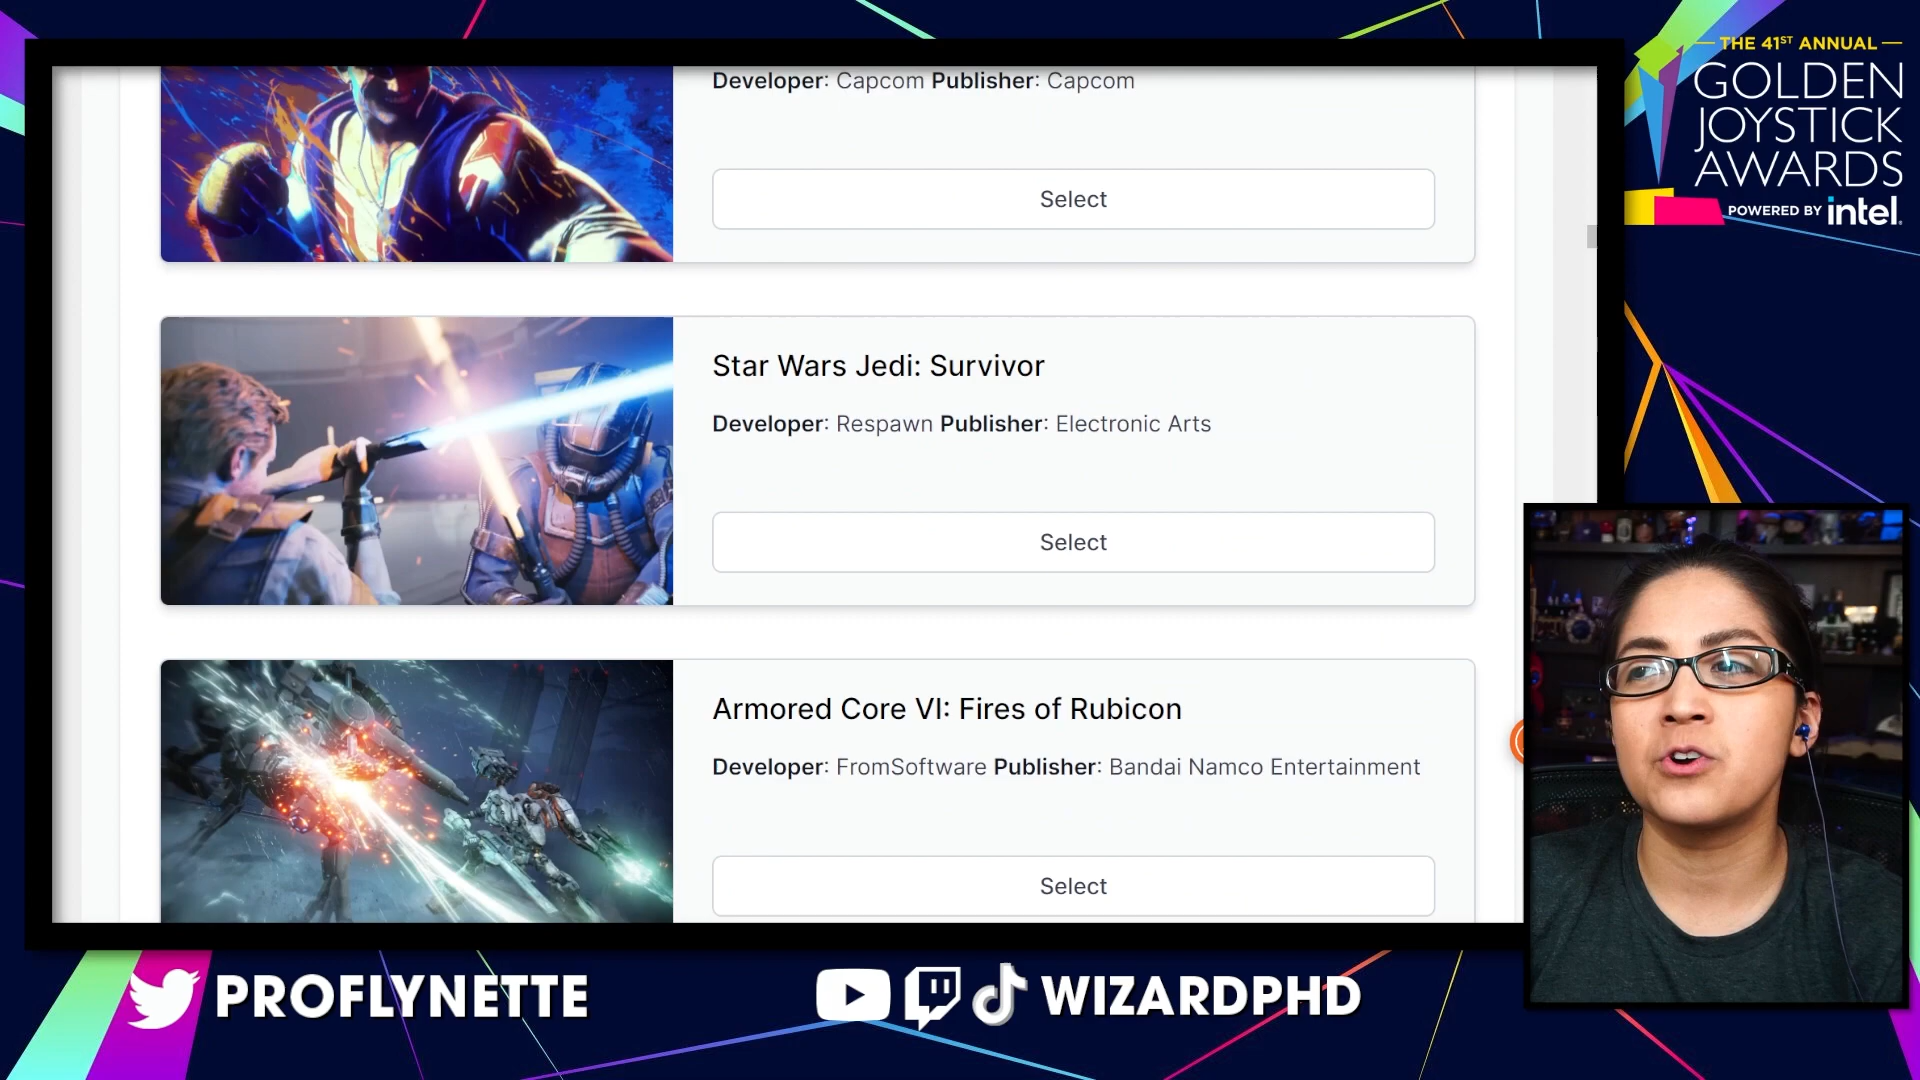 THE 41ST ANNUAL
GOLDEN
JOYSTICK
AWARDS
POWERED BY intel.
Developer: Capcom Publisher: Capcom
Select
Star Wars Jedi: Survivor
Developer: Respawn Publisher: Electronic Arts
Select
Armored Core VI: Fires of Rubicon
Developer: FromSoftware Publisher: Bandai Namco Entertainment
Select
PROFLYNETTE
WIZARDPHD